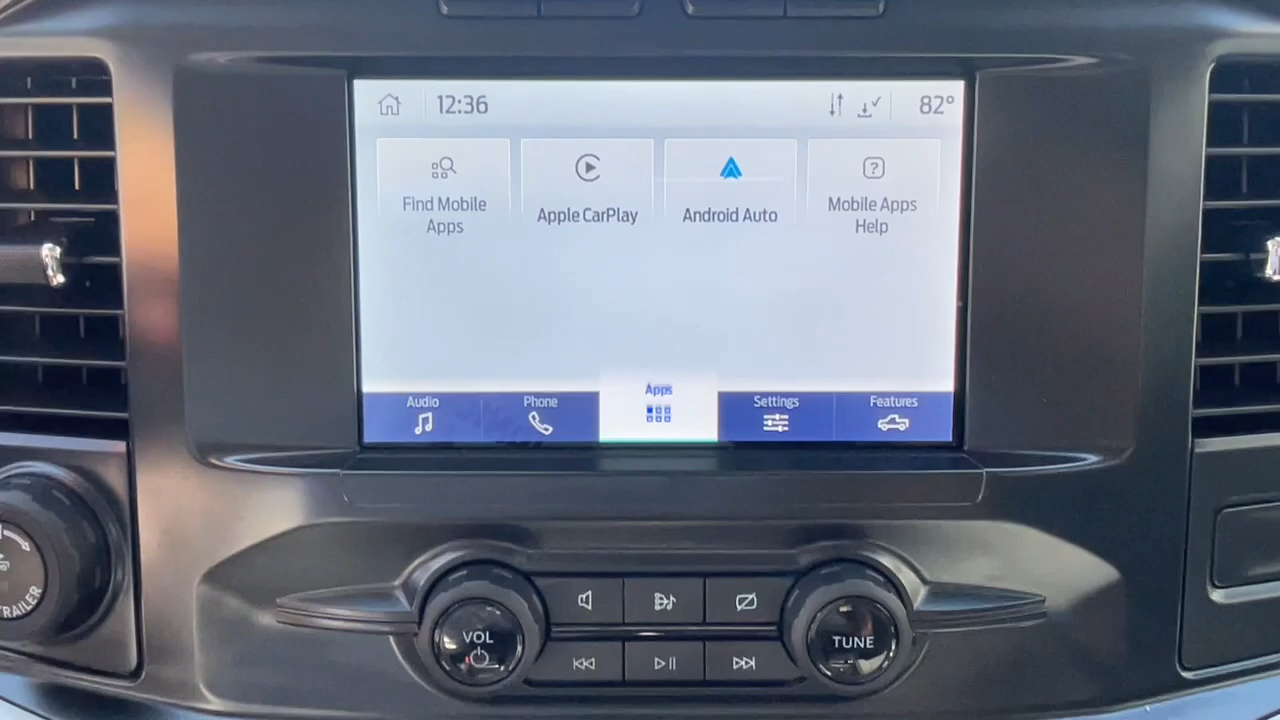 12:36
82°
Find Mobile
Apps
Apple CarPlay
Android Auto
Mobile Apps
Help
Audio
Phone
Apps
Settings
Features
TRAILER
VOL
TUNE